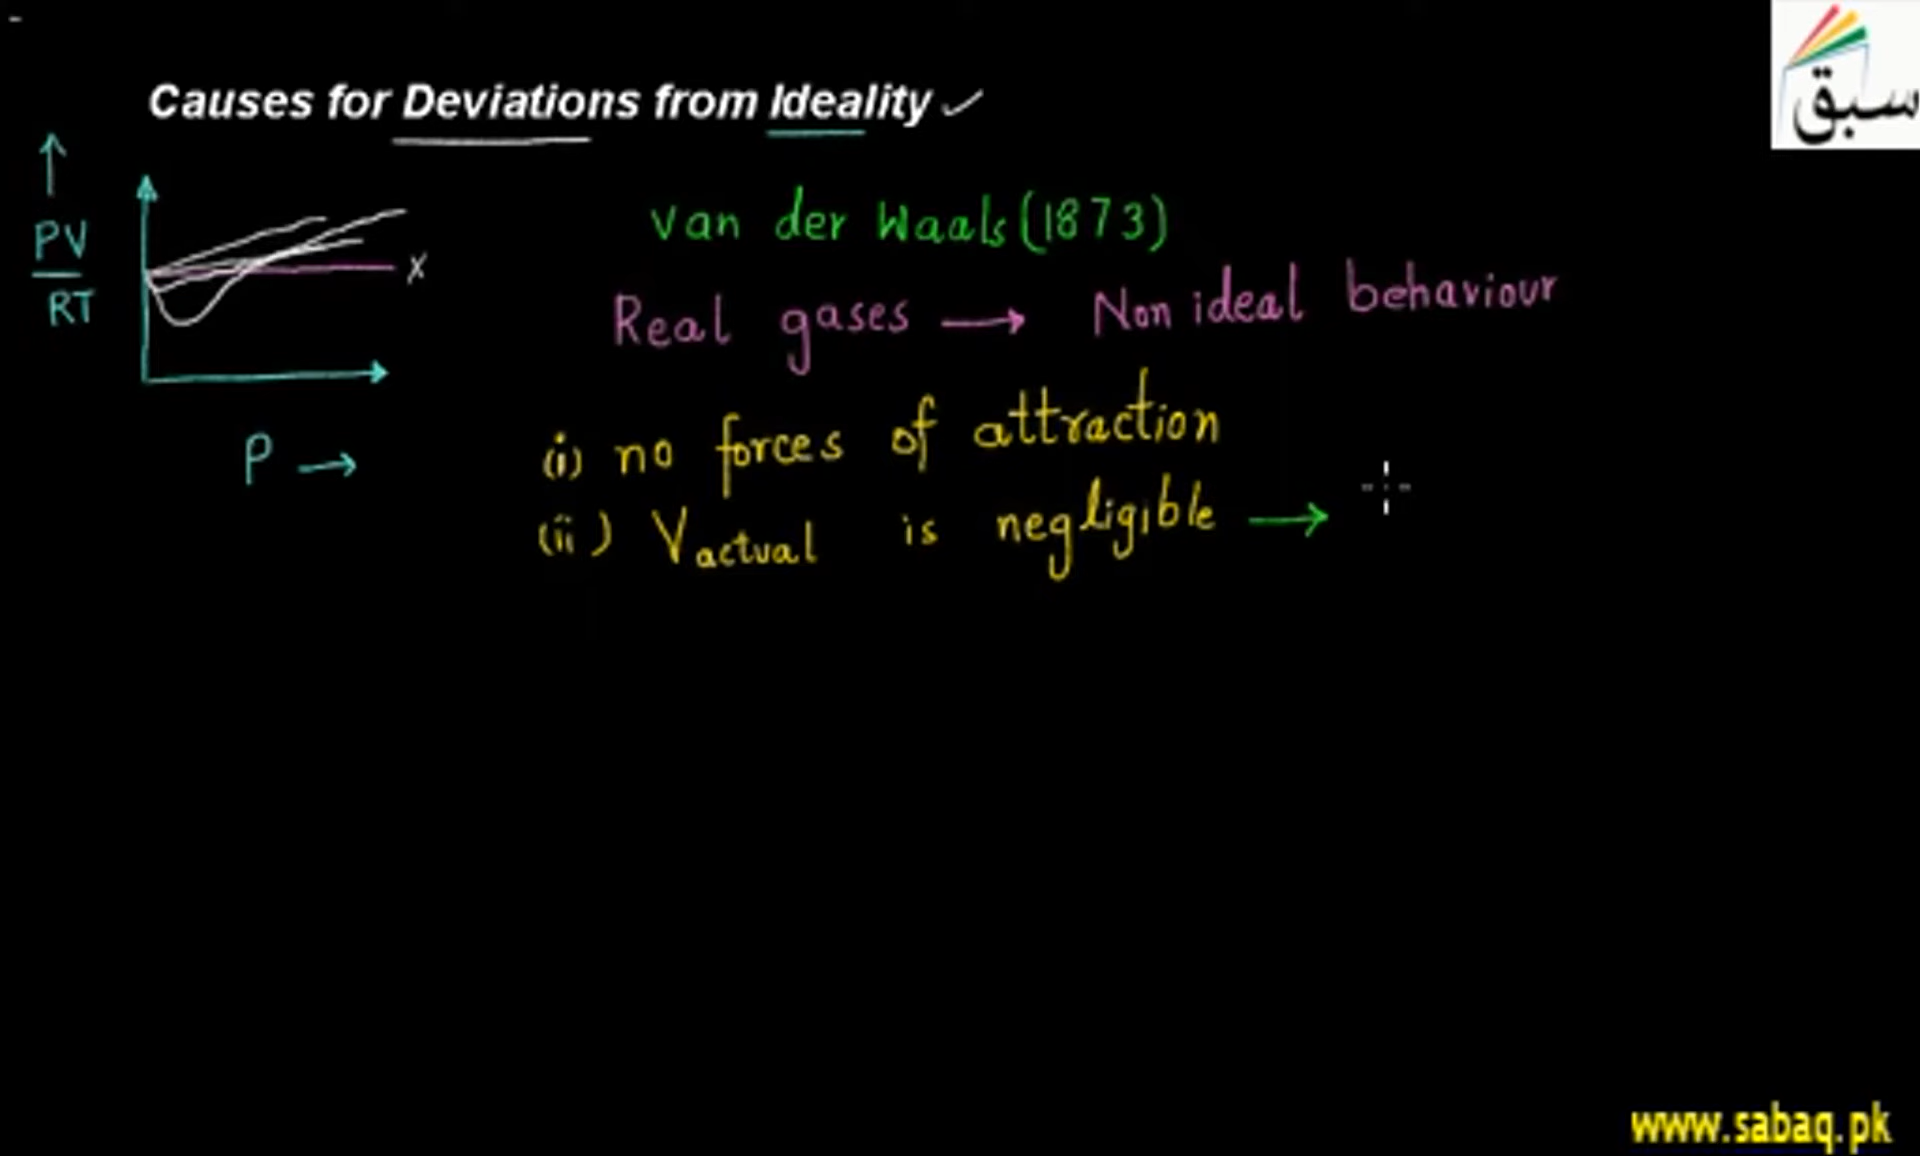 Causes for Deviations from Ideality
سبق
Van der Waals (1873)
PV
RT
X
Real gases → Non ideal behaviour
P →
(i) no forces of attraction
(ii) Vactual is negligible →
www.sabaq.pk